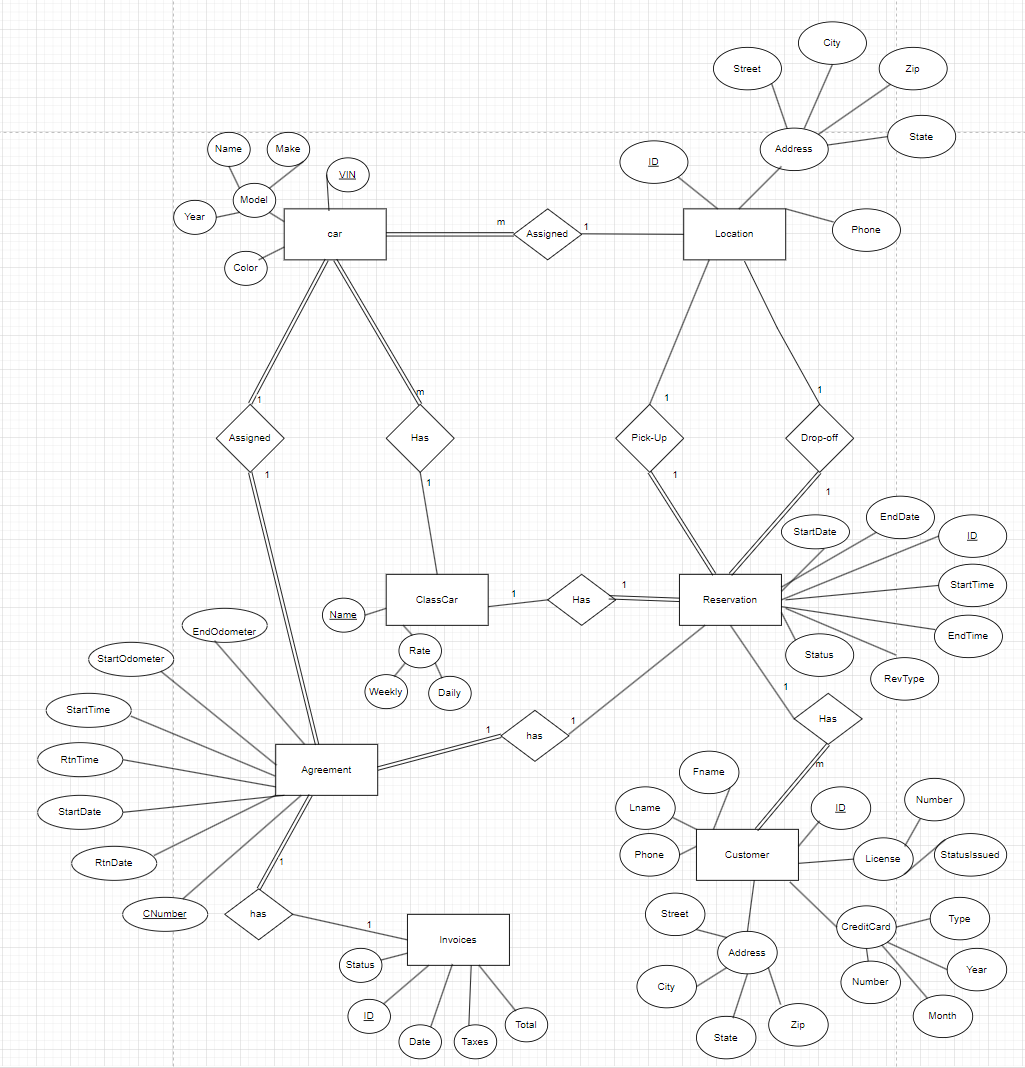 City
Street
Zip
State
Address
Name
Make
VIN
ID
Model
Year
Phone
car
m
Assigned
1
Location
Color
1
m
1
1
Assigned
Has
Pick-Up
Drop-off
1
1
1
1
StartDate
EndDate
ID
StartTime
1
1
ClassCar
Has
Reservation
Name
EndTime
EndOdometer
Rate
Status
StartOdometer
Weekly
Daily
RevType
1
StartTime
1
1
has
Has
RtnTime
Agreement
m
Fname
StartDate
Lname
ID
Number
RtnDate
1
Phone
Customer
License
StatusIssued
CNumber
has
1
Street
Type
CreditCard
Invoices
Status
Address
Year
City
Number
ID
Month
Date
Taxes
Total
State
Zip